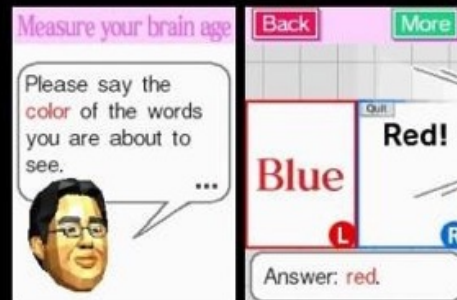 Measure your brain age
Please say the
color of the words
you are about to
see.
...
Back
More
Quit
Red!
Blue
L
R
Answer: red.